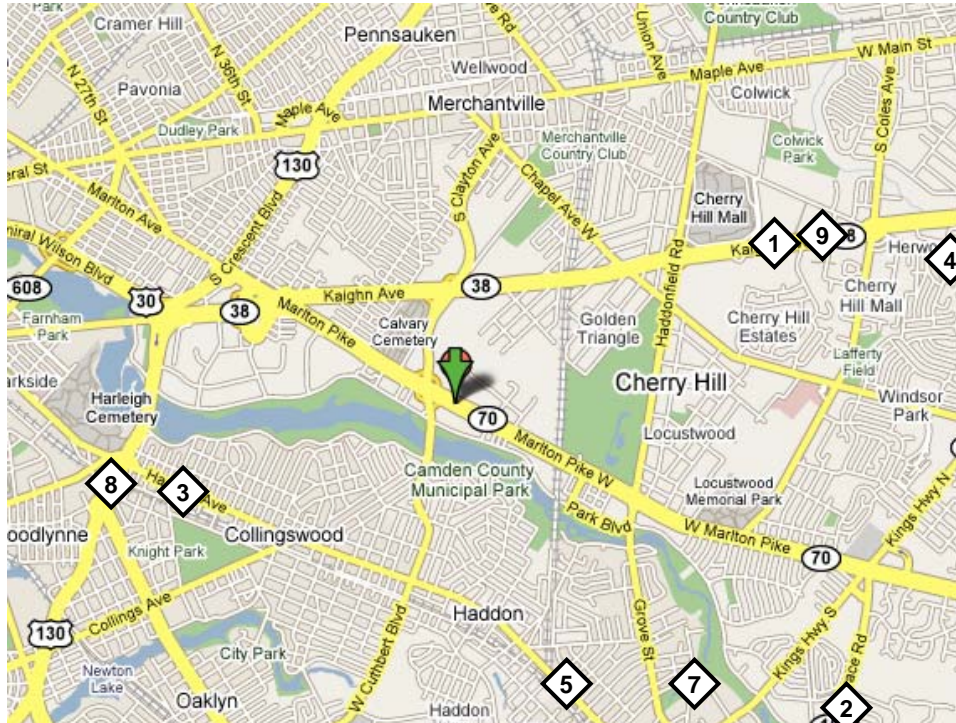 Cramer Hill
Pennsauken
Country Club
Pennsauken
Union Ave
W Main St
N 27th St
N 36th St
Wellwood
Maple Ave
Pavonia
Colwick
Merchantville
S Coles Ave
Maple Ave
Dudley Park
Merchantville
Country Club
Colwick
Park
130
S Clayton Ave
Chapel Ave W
Marlton Ave
Cherry
Hill Mall
S Crescent Blvd
Haddonfield Rd
1
9
4
608
30
38
Kaighn Ave
38
Cherry
Hill Mall
Farnham
Park
Marlton Pike
Calvary
Cemetery
Golden
Triangle
Cherry Hill
Estates
Lafferty
Field
Cherry Hill
Harleigh
Cemetery
Windsor
Park
70
Marlton Pike W
Locustwood
Camden County
Municipal Park
Locustwood
Memorial Park
Kings Hwy N
8
3
Park Blvd
W Marlton Pike
Collingswood
Knight Park
70
Collings Ave
Haddon
Grove St
Kings Hwy S
130
City Park
W Cuthbert Blvd
Newton
Lake
5
7
Oaklyn
Haddon
2